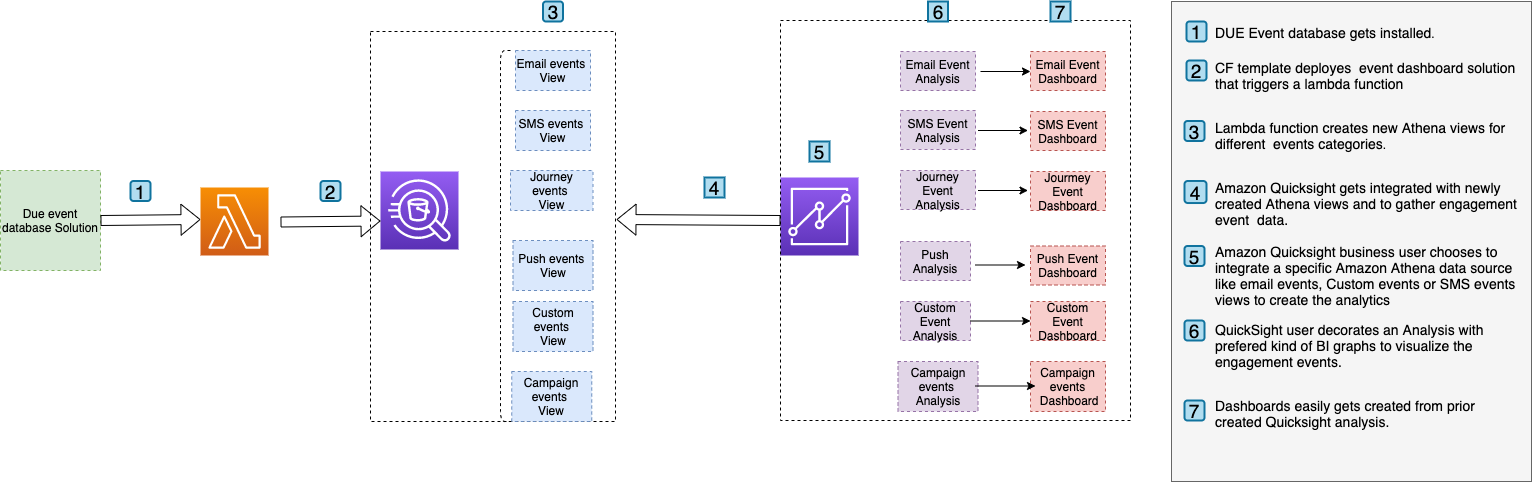 1
Due event
database Solution
2
3
Email events
View
SMS events
View
Journey
events
View
Push events
View
Custom
events
View
Campaign
events
View
4
5
6
7
Email Event
Analysis
Email Event
Dashboard
SMS Event
Analysis
SMS Event
Dashboard
Journey
Event
Analysis
Journey
Event
Dashboard
Push
Analysis
Push Event
Dashboard
Custom
Event
Analysis
Custom
Event
Dashboard
Campaign
events
Analysis
Campaign
events
Dashboard
1 DUE Event database gets installed.
2 CF template deployes event dashboard solution
that triggers a lambda function
3 Lambda function creates new Athena views for
different events categories.
4 Amazon Quicksight gets integrated with newly
created Athena views and to gather engagement
event data.
5 Amazon Quicksight business user chooses to
integrate a specific Amazon Athena data source
like email events, Custom events or SMS events
views to create the analytics
6 QuickSight user decorates an Analysis with
prefered kind of BI graphs to visualize the
engagement events.
7 Dashboards easily gets created from prior
created Quicksight analysis.